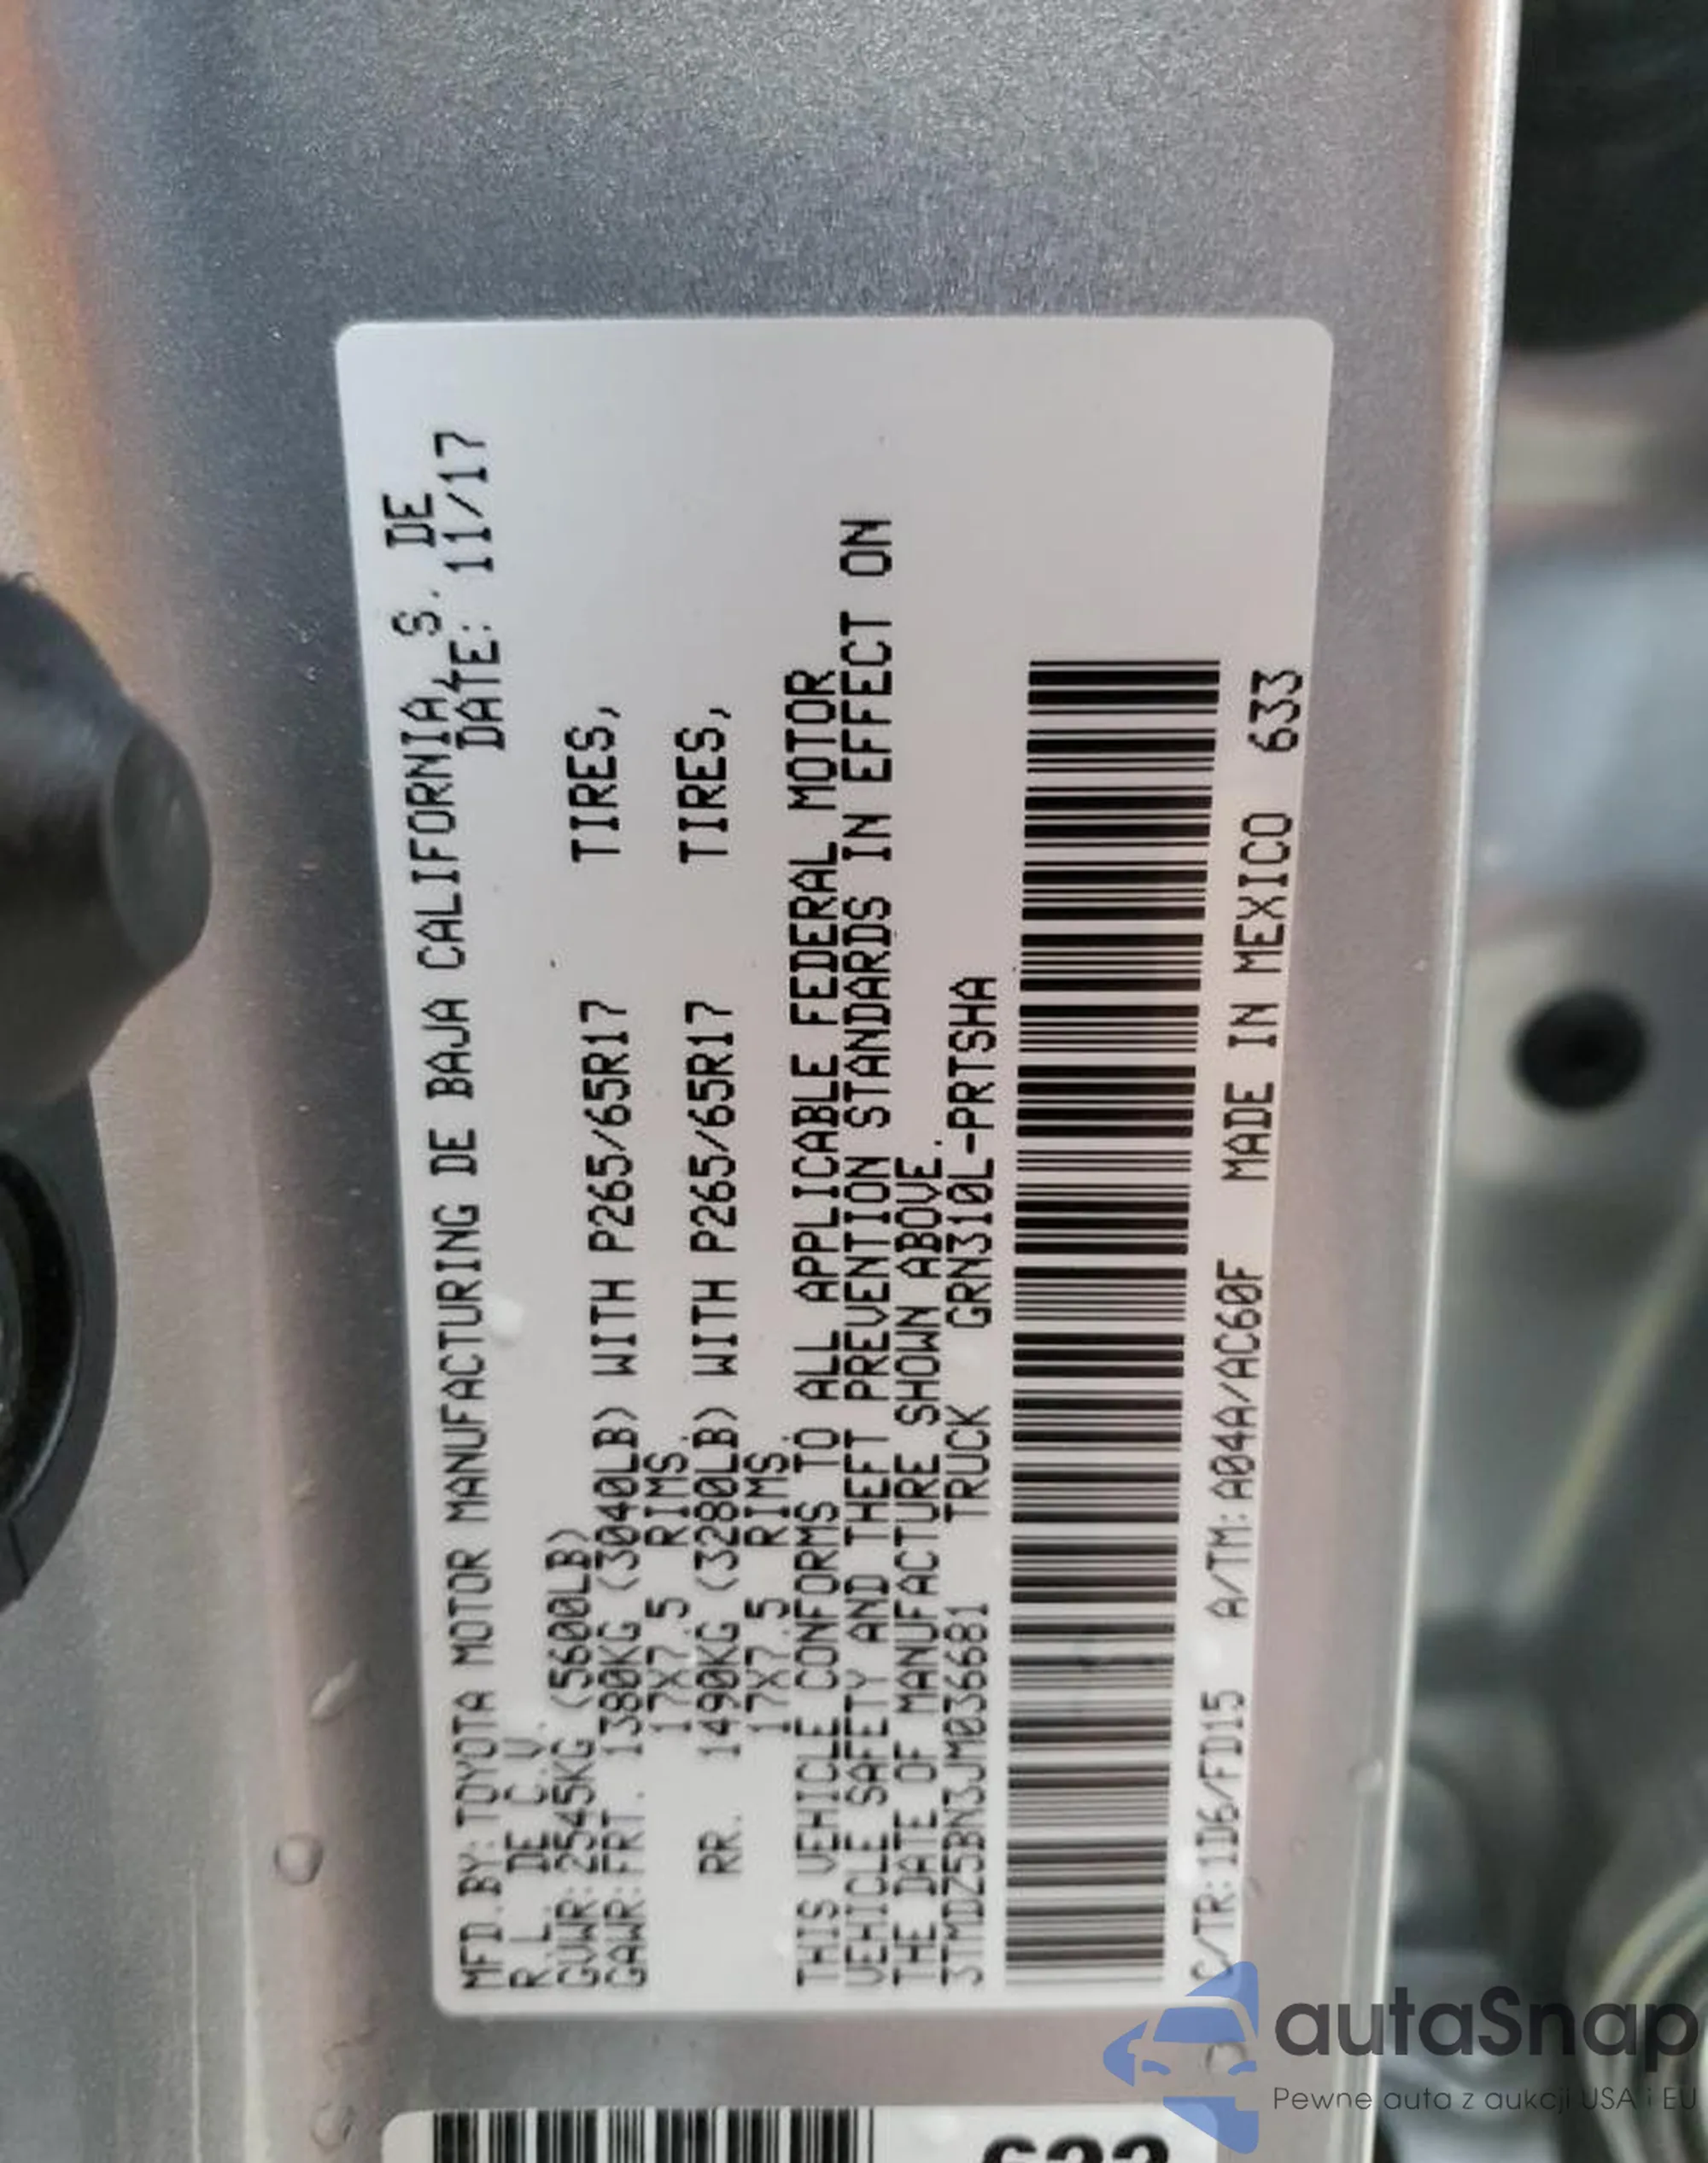 MFD.BY:TOYOTA MOTOR MANUFACTURING DE BAJA CALIFORNIA, S. DE
R.L. DE C.V. DATE: 11/17
GVWR:2545KG (5600LB)
GAWR:FRT. 1380KG (3040LB) WITH P265/65R17 TIRES,
17X7.5 RIMS.
RR. 1490KG (3280LB) WITH P265/65R17 TIRES,
17X7.5 RIMS.
THIS VEHICLE CONFORMS TO ALL APPLICABLE FEDERAL MOTOR
VEHICLE SAFETY AND THEFT PREVENTION STANDARDS IN EFFECT ON
THE DATE OF MANUFACTURE SHOWN ABOVE.
3TMDZ5BN3JM036681 TRUCK GRN310L-PRTSHA
C/TR:1D6/FD15 A/TM:A04A/AC60F MADE IN MEXICO 633
633
autaSnap
Pewne auta z aukcji USA i EU